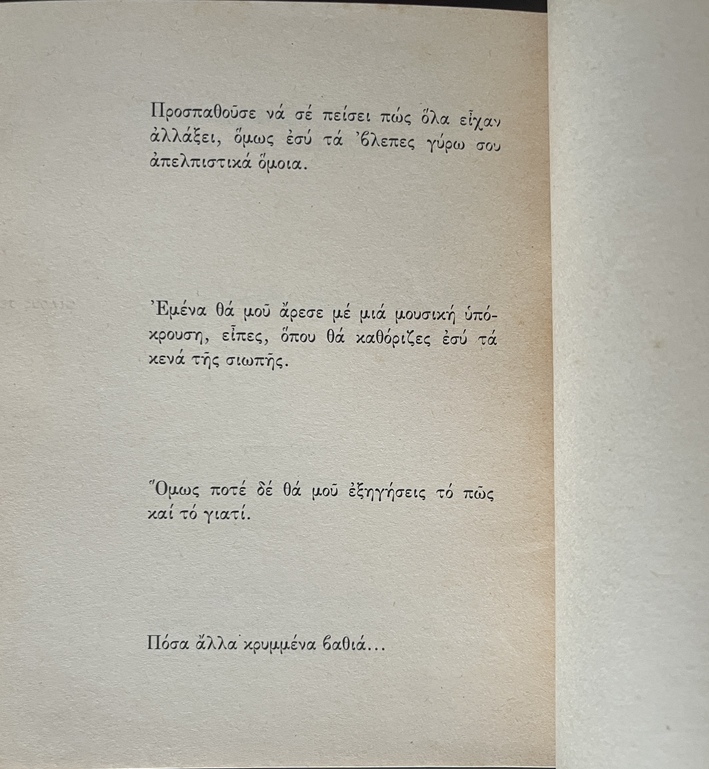 Προσπαθοῦσε νά σέ πείσει πώς ὅλα εἶχαν
ἀλλάξει, ὅμως ἐσύ τά ’βλεπες γύρω σου
ἀπελπιστικά ὅμοια.
Ἐμένα θά μοῦ ἄρεσε μέ μιά μουσική ὑπό-
κρουση, εἶπες, ὅπου θά καθόριζες ἐσύ τά
κενά τῆς σιωπῆς.
Ὅμως ποτέ δέ θά μοῦ ἐξηγήσεις τό πῶς
καί τό γιατί.
Πόσα ἄλλα κρυμμένα βαθιά...